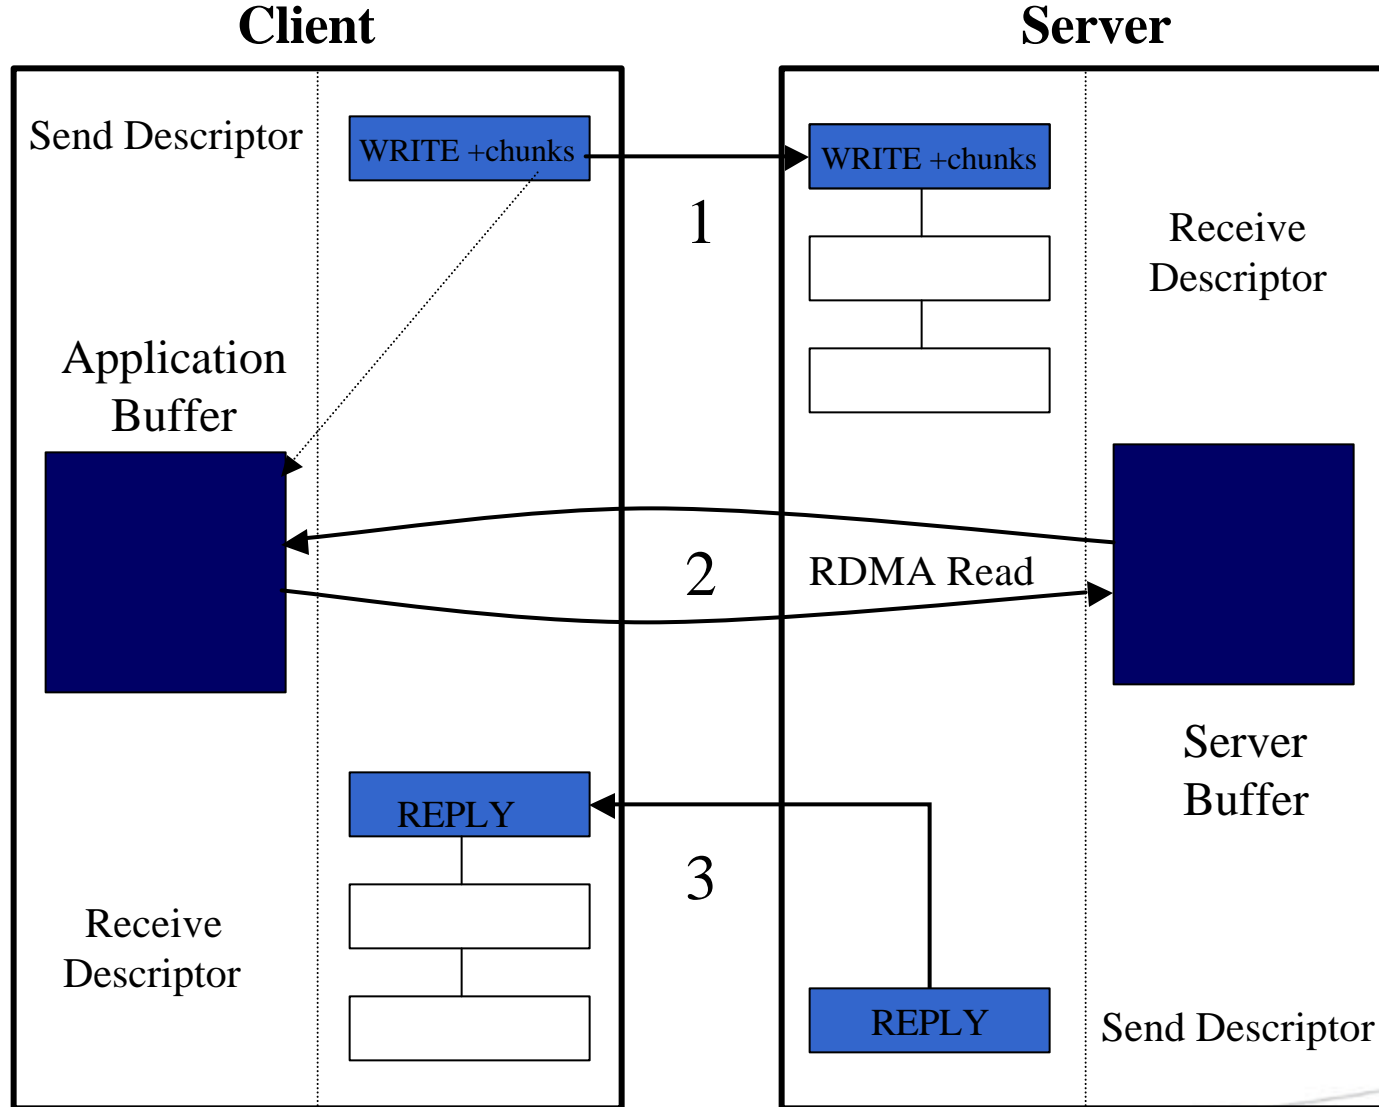 Client
Server
Send Descriptor
WRITE +chunks
WRITE +chunks
1
Receive
Descriptor
Application
Buffer
2
RDMA Read
Server
Buffer
REPLY
3
Receive
Descriptor
REPLY
Send Descriptor